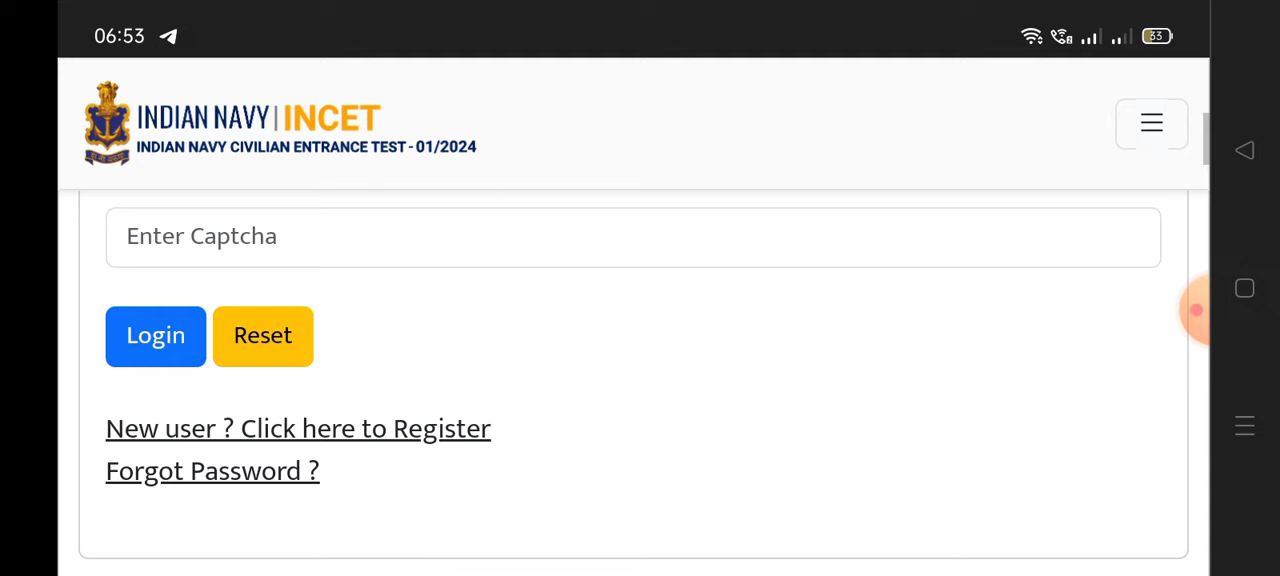 06:53
33
INDIAN NAVY | INCET
INDIAN NAVY CIVILIAN ENTRANCE TEST - 01/2024
Enter Captcha
Login Reset
New user ? Click here to Register
Forgot Password ?